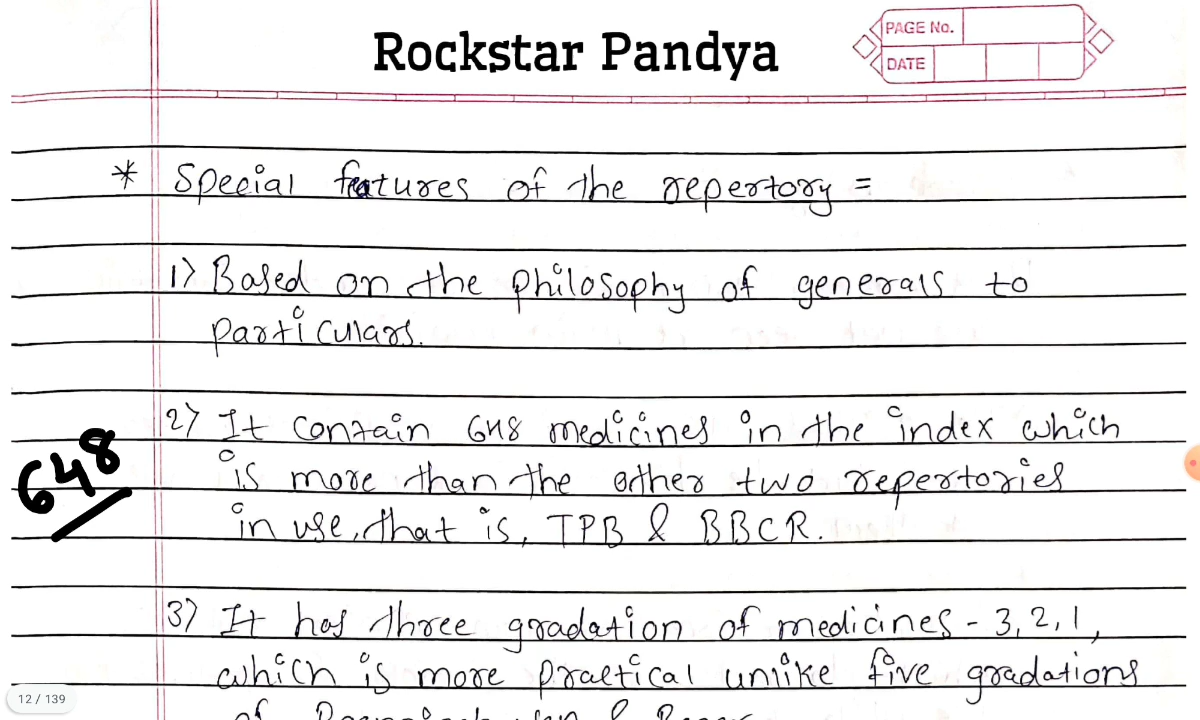 Rockstar Pandya
PAGE No.
DATE
* Special features of the repertory =
1) Based on the philosophy of generals to
particulars.
2) It contain 648 medicines in the index which
is more than the other two repertories
in use, that is, TPB & BBCR.
648
3) It has three gradation of medicines - 3, 2, 1,
which is more practical unlike five gradations
of
12 / 139